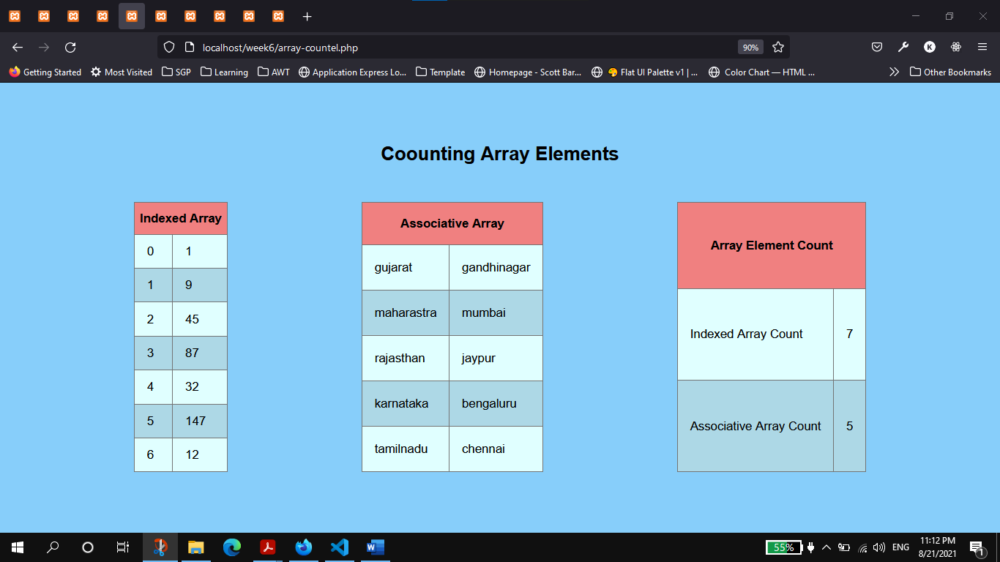 localhost/week6/array-countel.php
90%
K
Getting Started
Most Visited
SGP
Learning
AWT
Application Express Lo...
Template
Homepage - Scott Bar...
Flat UI Palette v1 | ...
Color Chart — HTML ...
Other Bookmarks
Coounting Array Elements
Indexed Array
0 1
1 9
2 45
3 87
4 32
5 147
6 12
Associative Array
gujarat gandhinagar
maharastra mumbai
rajasthan jaypur
karnataka bengaluru
tamilnadu chennai
Array Element Count
Indexed Array Count 7
Associative Array Count 5
55%
ENG
11:12 PM
8/21/2021
1